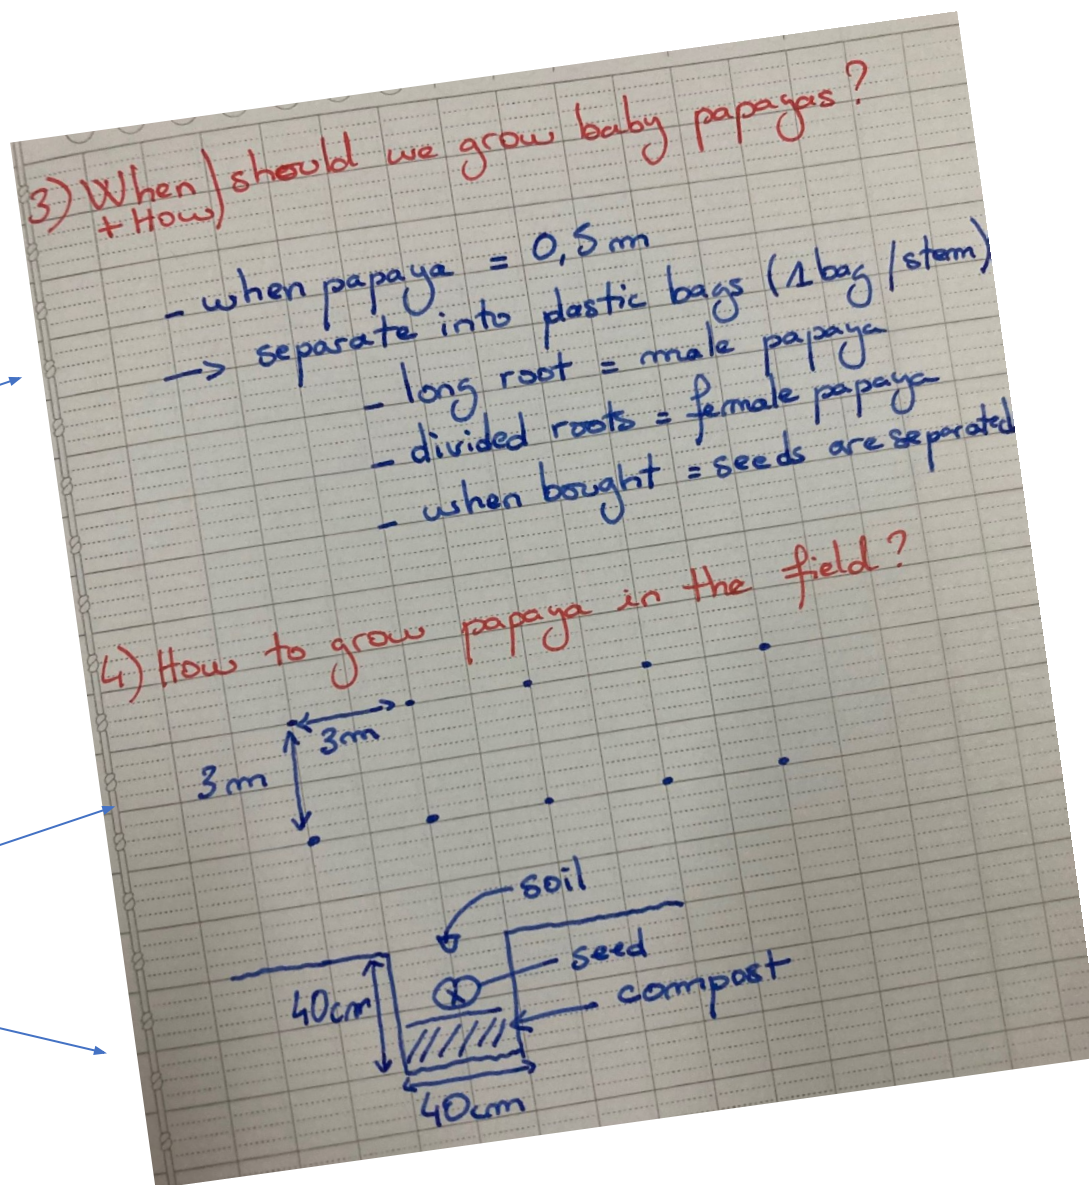 3) When should we grow baby papayas?
+ How
- when papaya = 0,5 m
→ separate into plastic bags (1 bag / stem)
- long root = male papaya
- divided roots = female papaya
- when bought = seeds are separated
4) How to grow papaya in the field?
3m
3m
soil
seed
40cm
compost
40cm